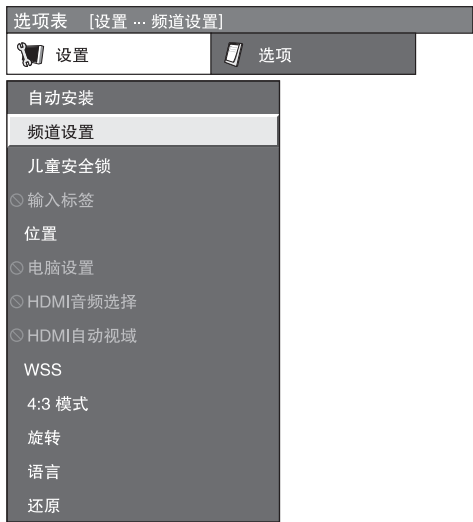 选项表 [设置 ... 频道设置]
设置 选项
自动安装
频道设置
儿童安全锁
输入标签
位置
电脑设置
HDMI音频选择
HDMI自动视域
WSS
4:3 模式
旋转
语言
还原